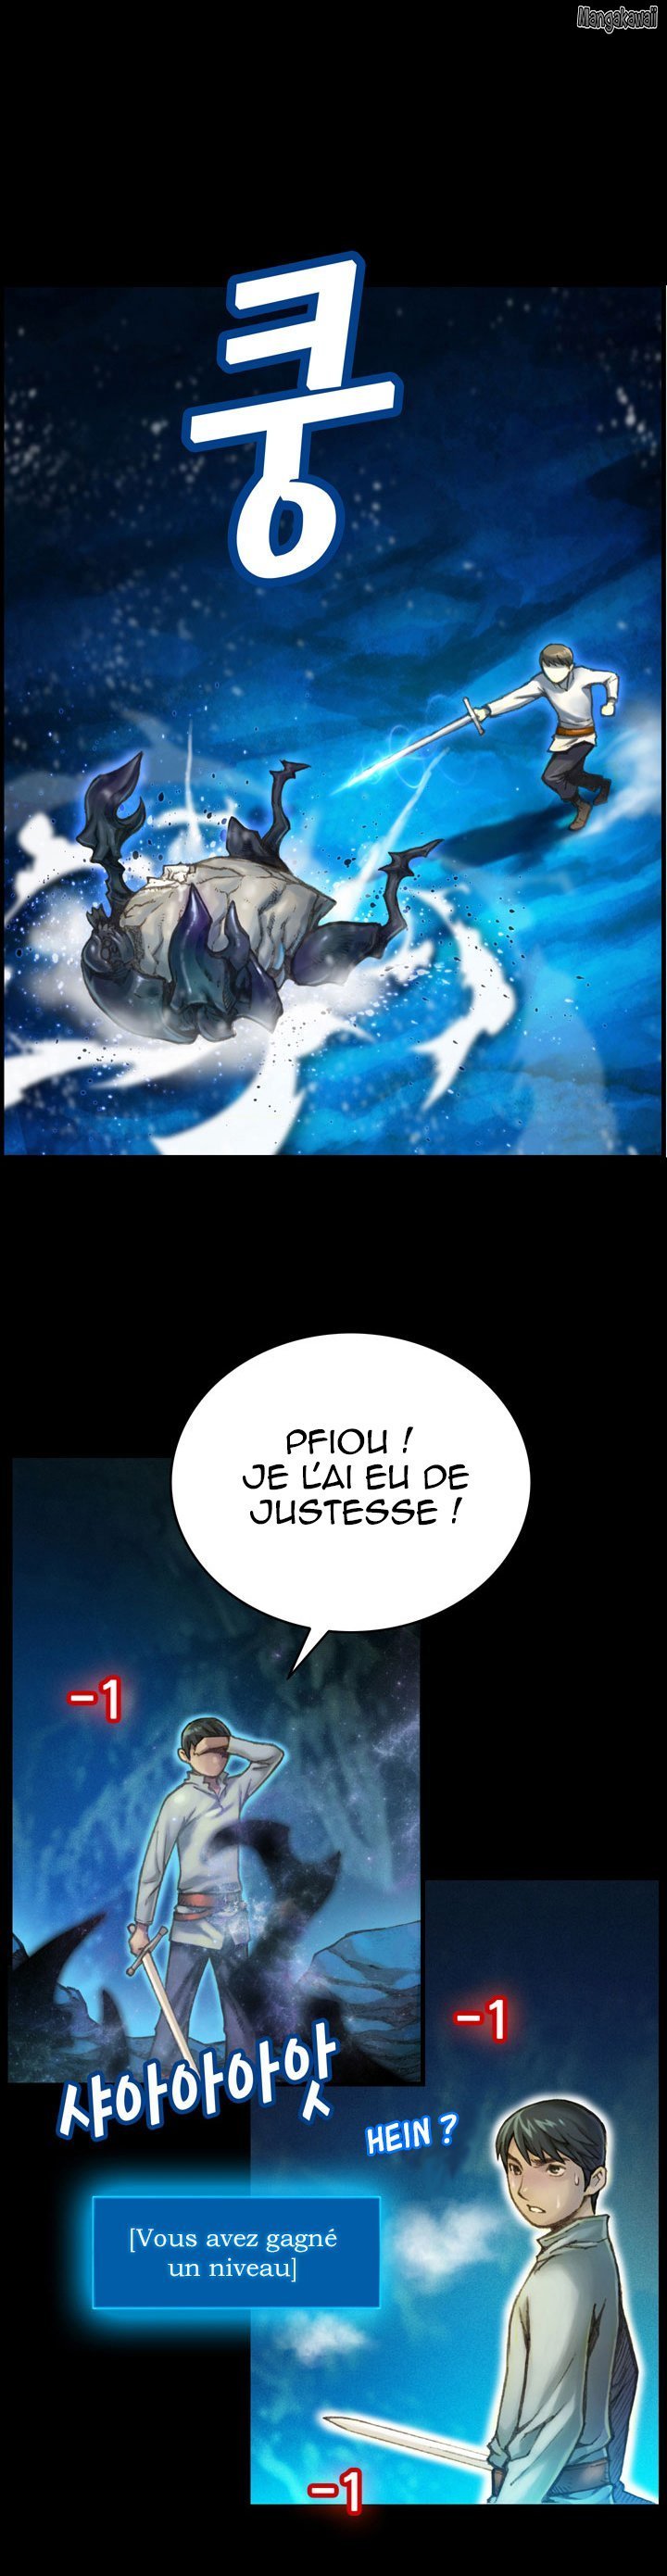 Mangakawaii
쿵
PFIOU !
JE L'AI EU DE
JUSTESSE !
-1
샤아아아앗
-1
HEIN ?
[Vous avez gagné
un niveau]
-1